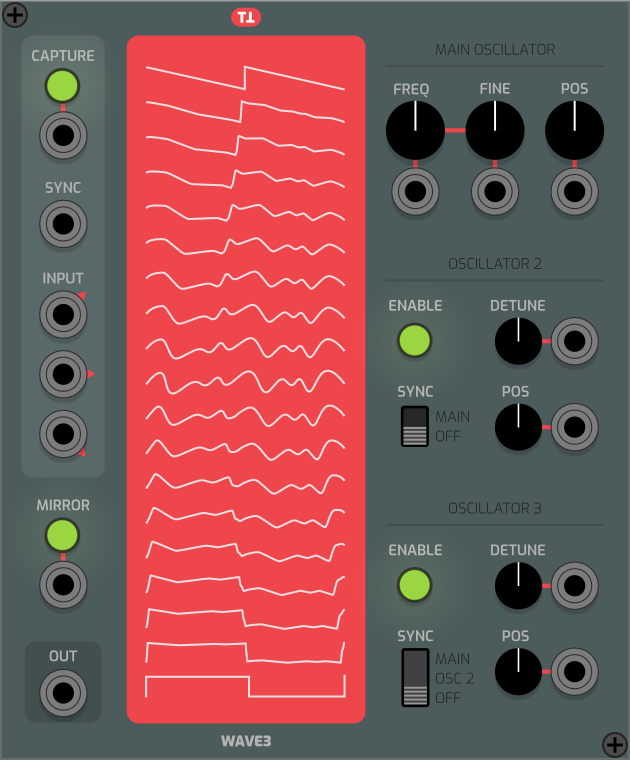 TT
CAPTURE
SYNC
INPUT
MIRROR
OUT
WAVE3
MAIN OSCILLATOR
FREQ FINE POS
OSCILLATOR 2
ENABLE DETUNE
SYNC POS
MAIN
OFF
OSCILLATOR 3
ENABLE DETUNE
SYNC POS
MAIN
OSC 2
OFF